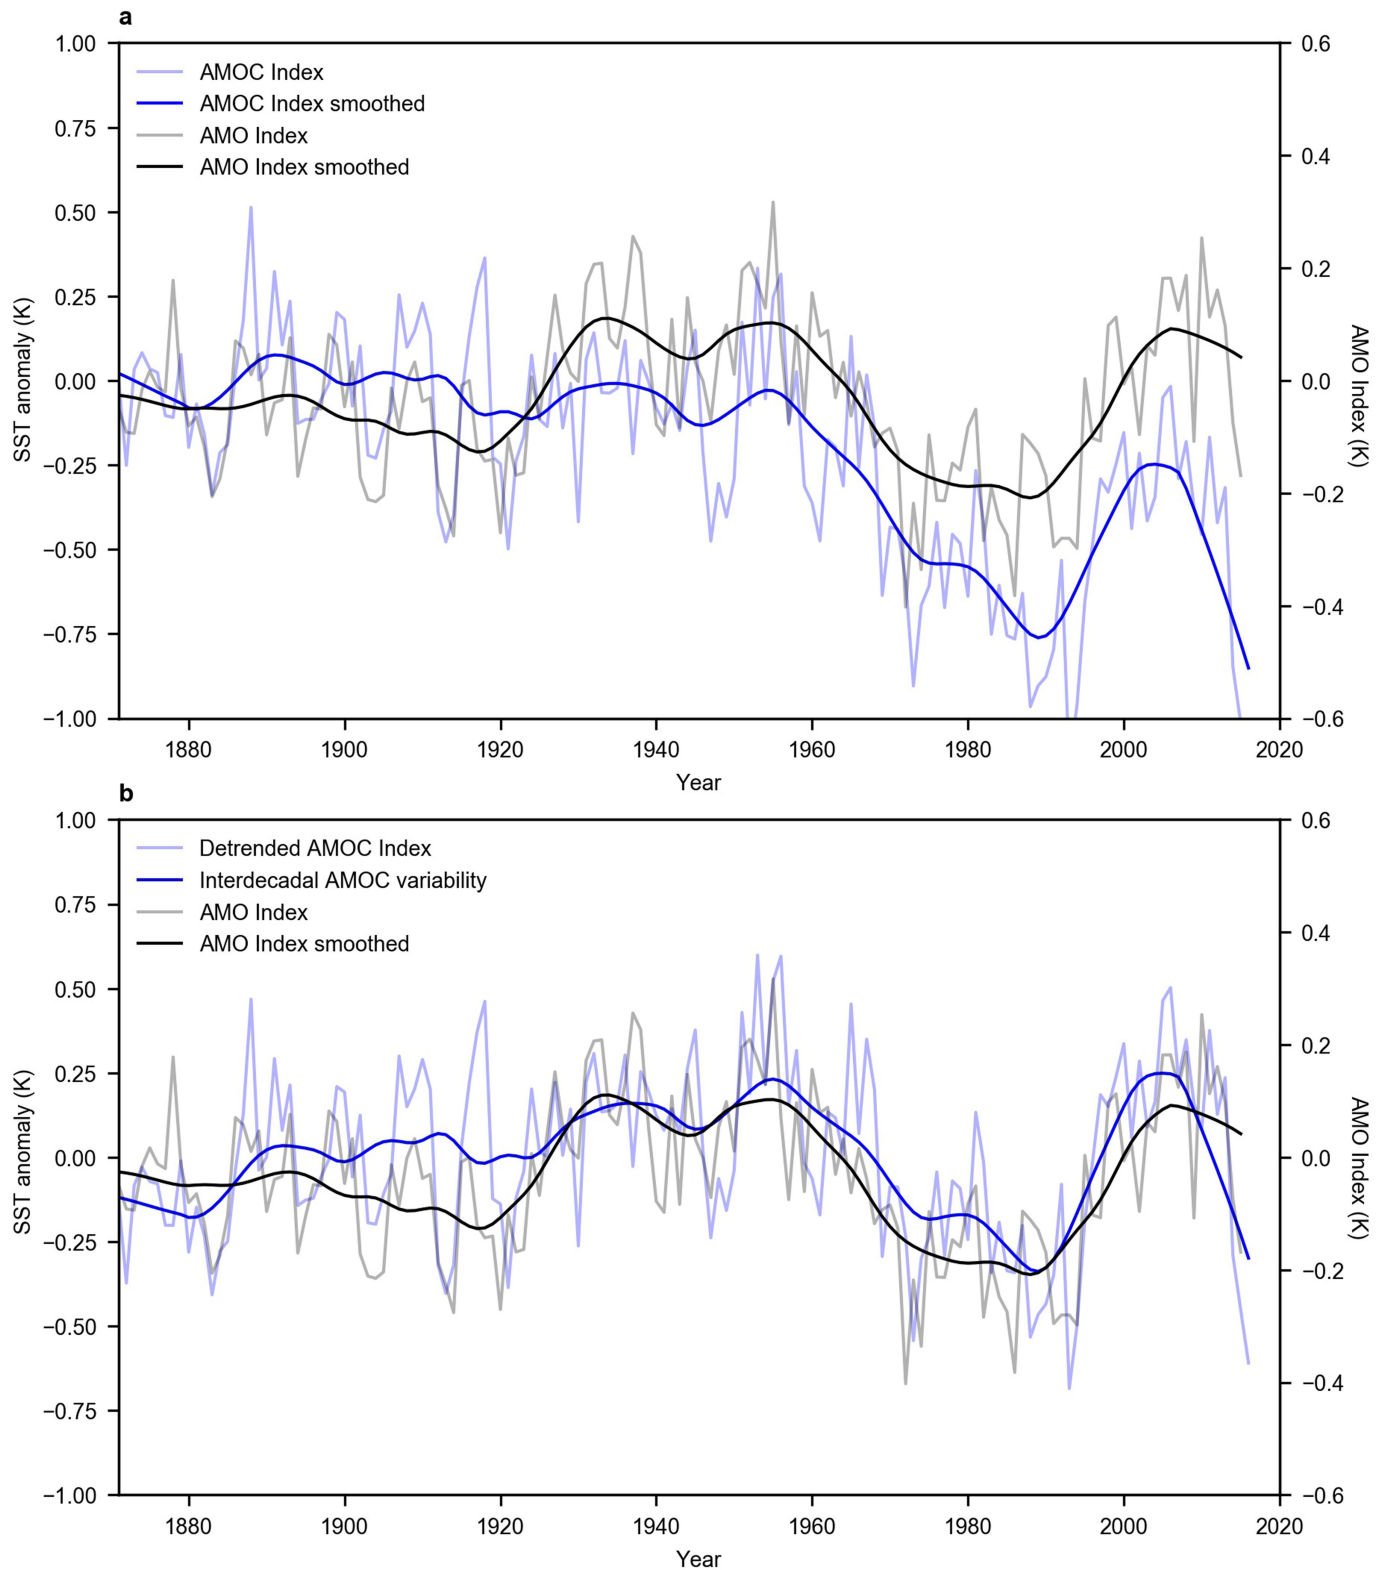 a
1.00
0.75
0.50
0.25
0.00
−0.25
−0.50
−0.75
−1.00
SST anomaly (K)
AMOC Index
AMOC Index smoothed
AMO Index
AMO Index smoothed
0.6
0.4
0.2
0.0
−0.2
−0.4
−0.6
AMO Index (K)
1880 1900 1920 1940 1960 1980 2000 2020
Year
b
1.00
0.75
0.50
0.25
0.00
−0.25
−0.50
−0.75
−1.00
SST anomaly (K)
Detrended AMOC Index
Interdecadal AMOC variability
AMO Index
AMO Index smoothed
0.6
0.4
0.2
0.0
−0.2
−0.4
−0.6
AMO Index (K)
1880 1900 1920 1940 1960 1980 2000 2020
Year